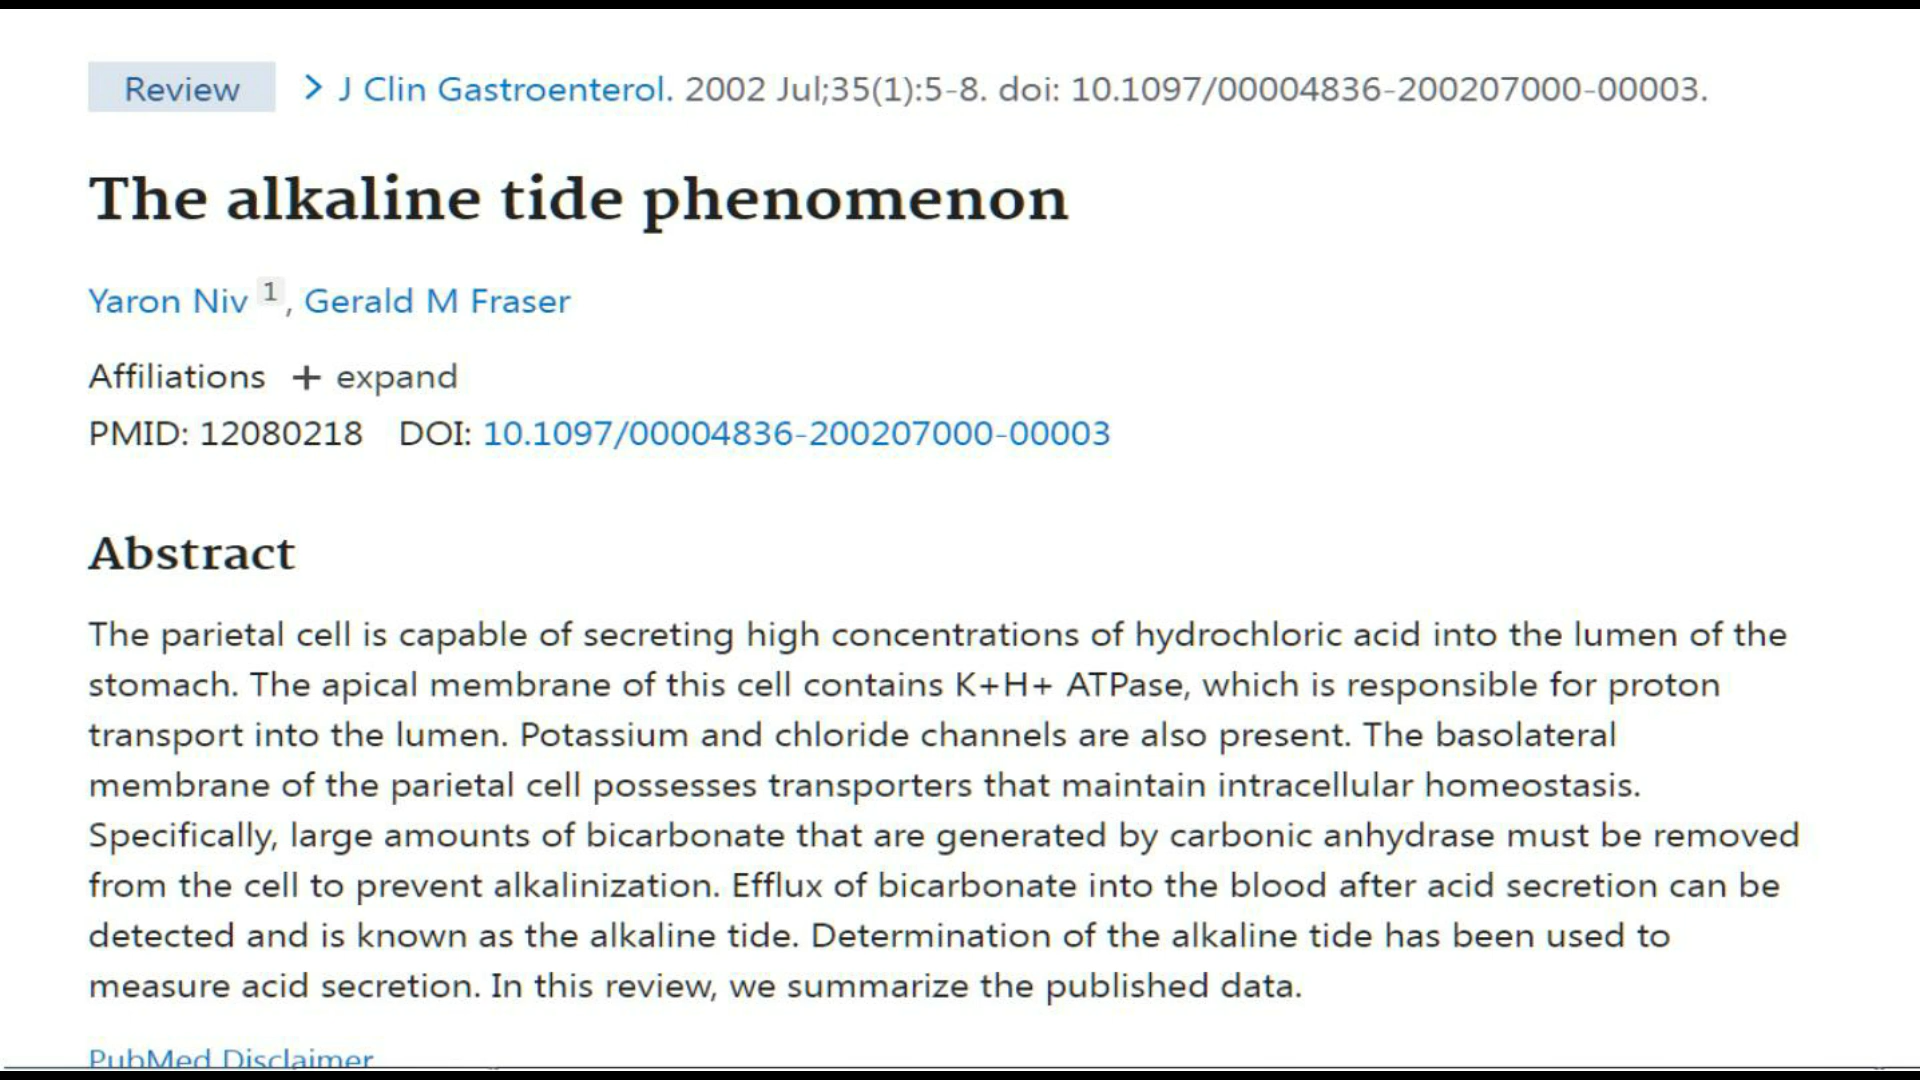 Review > J Clin Gastroenterol. 2002 Jul;35(1):5-8. doi: 10.1097/00004836-200207000-00003.
The alkaline tide phenomenon
Yaron Niv 1, Gerald M Fraser
Affiliations + expand
PMID: 12080218 DOI: 10.1097/00004836-200207000-00003
Abstract
The parietal cell is capable of secreting high concentrations of hydrochloric acid into the lumen of the
stomach. The apical membrane of this cell contains K+H+ ATPase, which is responsible for proton
transport into the lumen. Potassium and chloride channels are also present. The basolateral
membrane of the parietal cell possesses transporters that maintain intracellular homeostasis.
Specifically, large amounts of bicarbonate that are generated by carbonic anhydrase must be removed
from the cell to prevent alkalinization. Efflux of bicarbonate into the blood after acid secretion can be
detected and is known as the alkaline tide. Determination of the alkaline tide has been used to
measure acid secretion. In this review, we summarize the published data.
PubMed Disclaimer